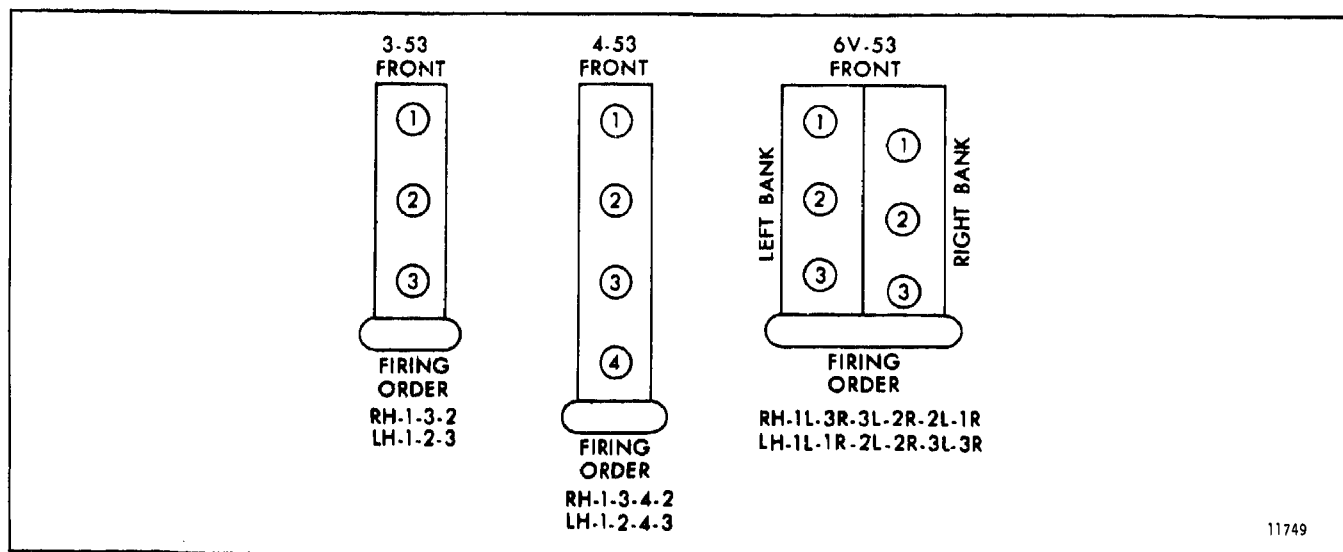 3-53
FRONT
1
2
3
FIRING
ORDER
RH-1-3-2
LH-1-2-3
4-53
FRONT
1
2
3
4
FIRING
ORDER
RH-1-3-4-2
LH-1-2-4-3
6V-53
FRONT
LEFT BANK
1
2
3
1
2
3
RIGHT BANK
FIRING
ORDER
RH-1L-3R-3L-2R-2L-1R
LH-1L-1R-2L-2R-3L-3R
11749